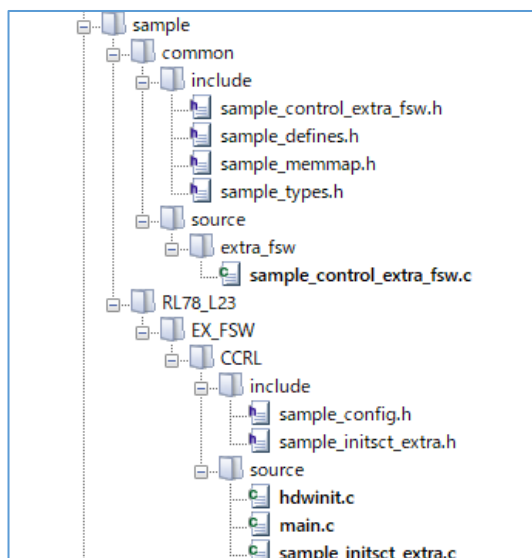 sample
common
include
sample_control_extra_fsw.h
sample_defines.h
sample_memmap.h
sample_types.h
source
extra_fsw
sample_control_extra_fsw.c
RL78_L23
EX_FSW
CCRL
include
sample_config.h
sample_initsct_extra.h
source
hdwinit.c
main.c
sample_initsct_extra.c